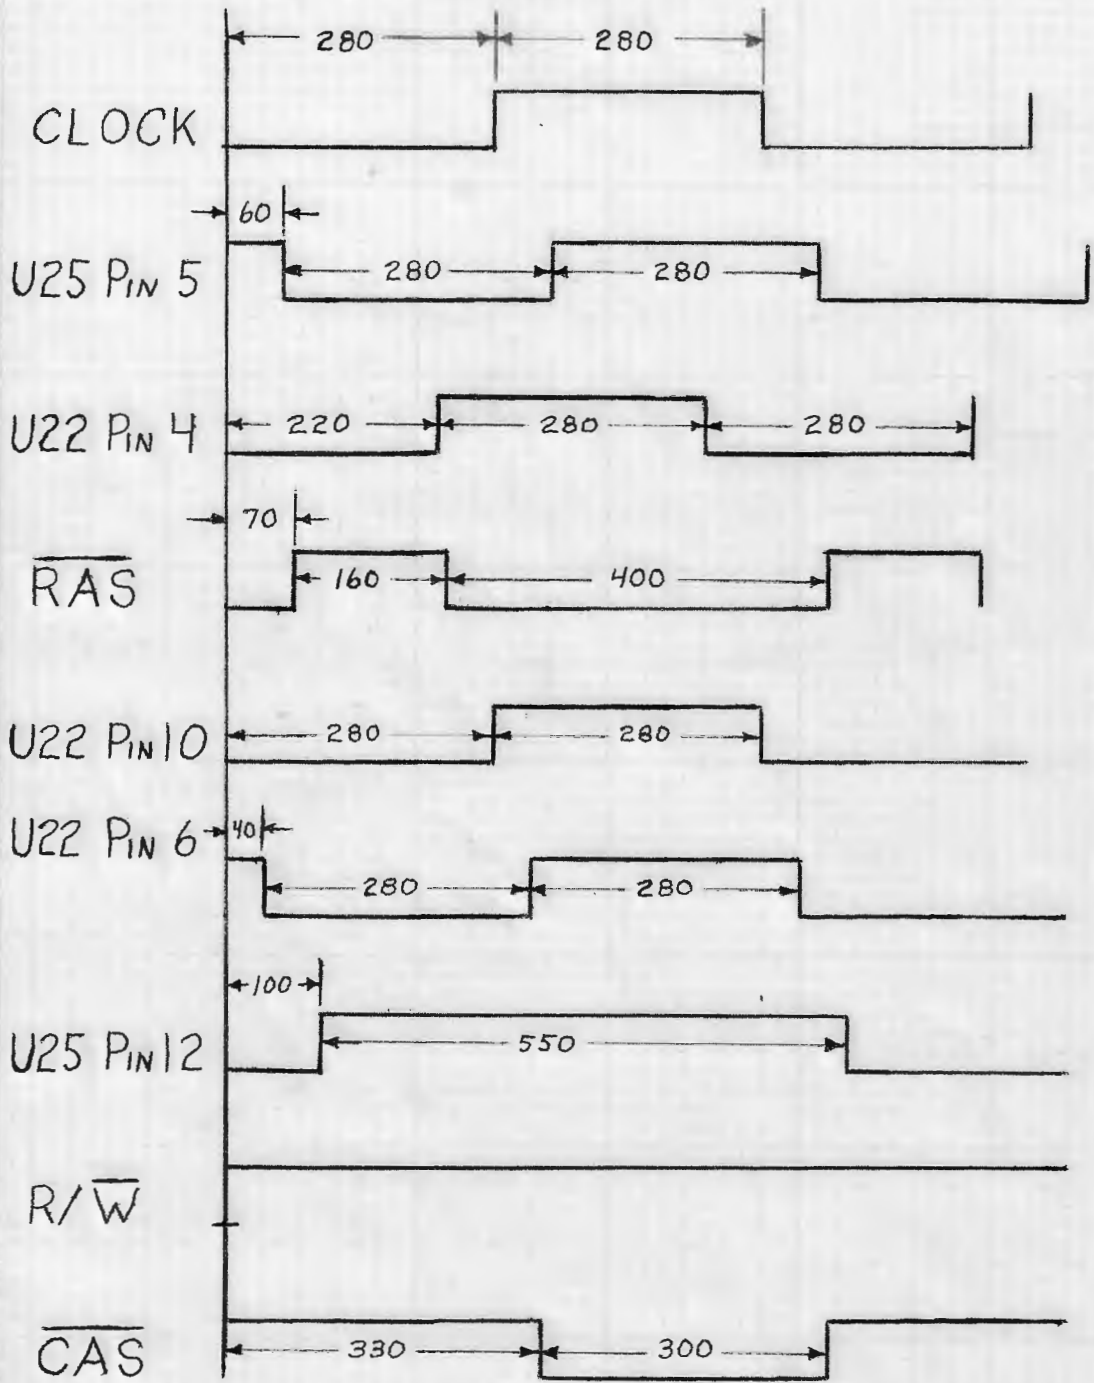 280 280
CLOCK
60
U25 PIN 5 280 280
U22 PIN 4 220 280 280
70
RAS 160 400
U22 PIN 10 280 280
U22 PIN 6 40
280 280
100
U25 PIN 12 550
R/W
CAS 330 300